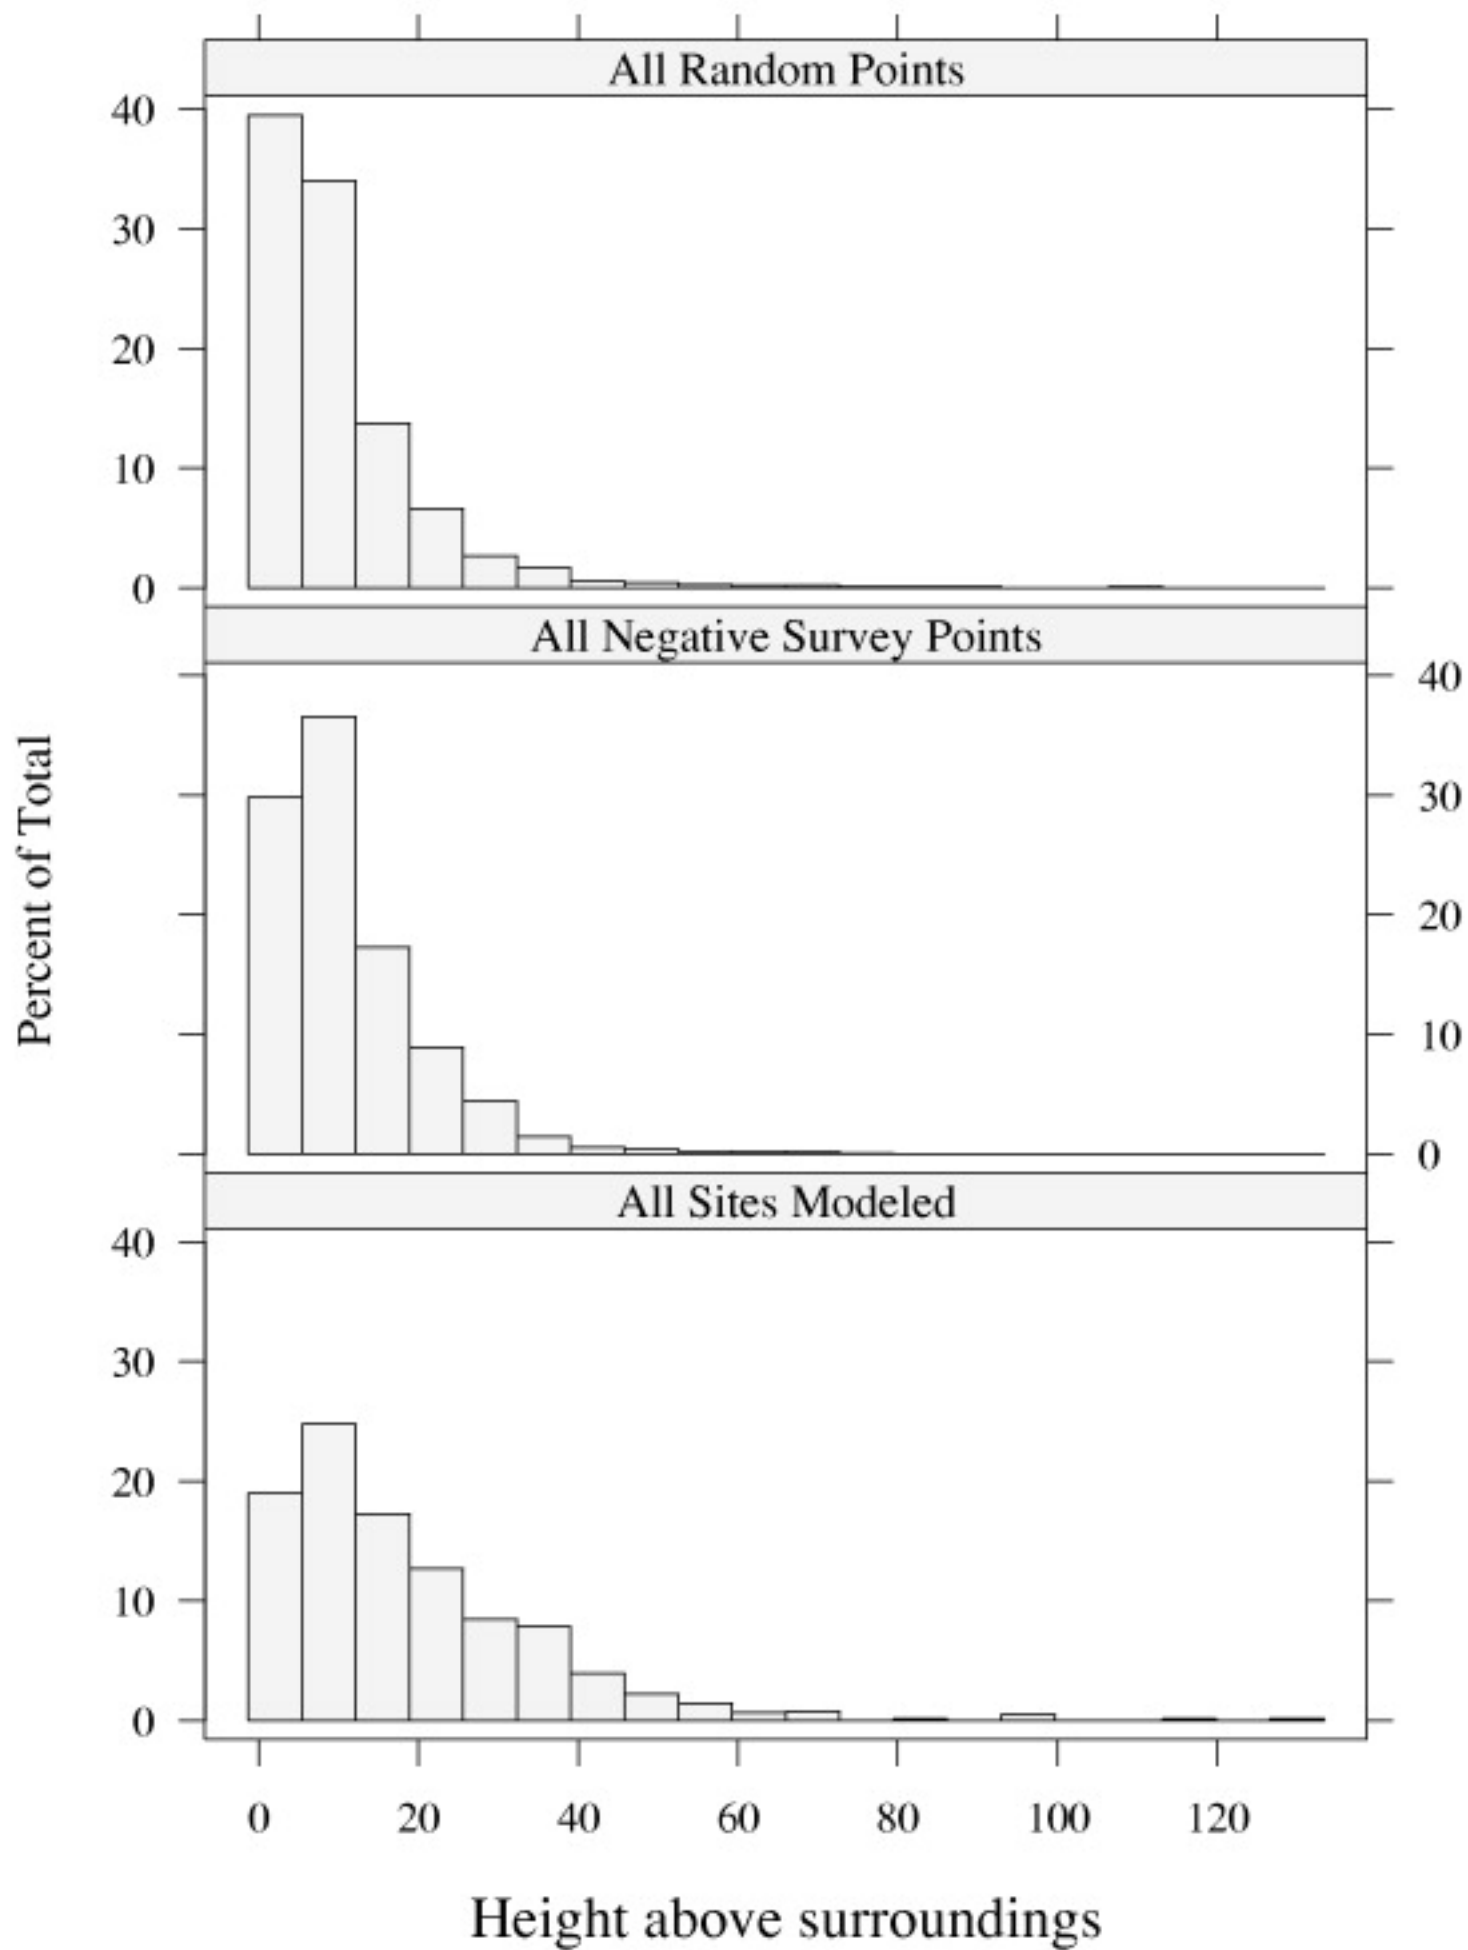 All Random Points
40
30
20
10
0
All Negative Survey Points
40
30
20
10
0
Percent of Total
All Sites Modeled
40
30
20
10
0
0 20 40 60 80 100 120
Height above surroundings